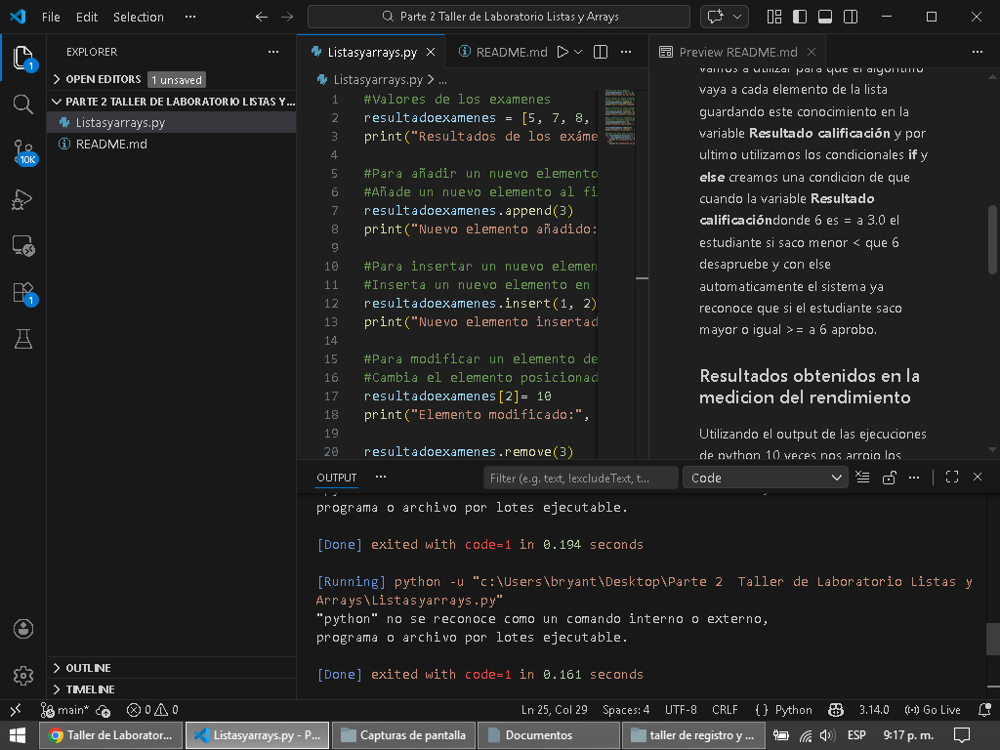 File Edit Selection ··· Parte 2 Taller de Laboratorio Listas y Arrays
EXPLORER
OPEN EDITORS 1 unsaved
PARTE 2 TALLER DE LABORATORIO LISTAS Y...
Listasyarrays.py
README.md
1
10K
1
OUTLINE
TIMELINE
Listasyarrays.py README.md
Listasyarrays.py > ...
1 #Valores de los examenes
2 resultadoexamenes = [5, 7, 8,
3 print("Resultados de los exáme
4
5 #Para añadir un nuevo elemento
6 #Añade un nuevo elemento al fi
7 resultadoexamenes.append(3)
8 print("Nuevo elemento añadido:
9
10 #Para insertar un nuevo elemen
11 #Inserta un nuevo elemento en
12 resultadoexamenes.insert(1, 2)
13 print("Nuevo elemento insertad
14
15 #Para modificar un elemento de
16 #Cambia el elemento posicionad
17 resultadoexamenes[2]= 10
18 print("Elemento modificado:",
19
20 resultadoexamenes.remove(3)
Preview README.md
vamos a utilizar para que el algoritmo
vaya a cada elemento de la lista
guardando este conocimiento en la
variable Resultado calificación y por
ultimo utilizamos los condicionales if y
else creamos una condicion de que
cuando la variable Resultado
calificacióndonde 6 es = a 3.0 el
estudiante si saco menor < que 6
desapruebe y con else
automaticamente el sistema ya
reconoce que si el estudiante saco
mayor o igual >= a 6 aprobo.
Resultados obtenidos en la
medicion del rendimiento
Utilizando el output de las ejecuciones
de python 10 veces nos arrojo los
OUTPUT ··· Filter (e.g. text, !excludeText, t... Code
programa o archivo por lotes ejecutable.
[Done] exited with code=1 in 0.194 seconds
[Running] python -u "c:\Users\bryant\Desktop\Parte 2  Taller de Laboratorio Listas y
Arrays\Listasyarrays.py"
"python" no se reconoce como un comando interno o externo,
programa o archivo por lotes ejecutable.
[Done] exited with code=1 in 0.161 seconds
main* 0 0 Ln 25, Col 29 Spaces: 4 UTF-8 CRLF {} Python 3.14.0 Go Live
Taller de Laborator... Listasyarrays.py - P... Capturas de pantalla Documentos taller de registro y ... ESP 9:17 p. m.